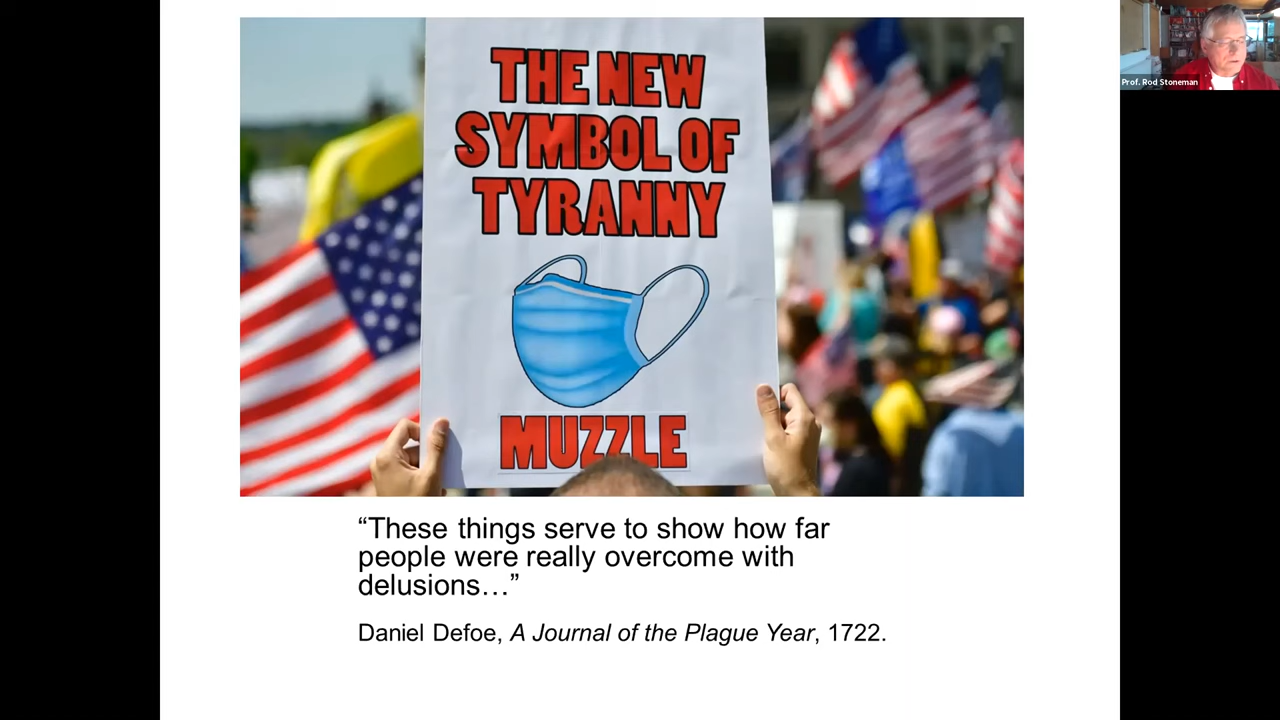 THE NEW
SYMBOL OF
TYRANNY
MUZZLE
“These things serve to show how far
people were really overcome with
delusions…”
Daniel Defoe, A Journal of the Plague Year, 1722.
Prof. Rod Stoneman